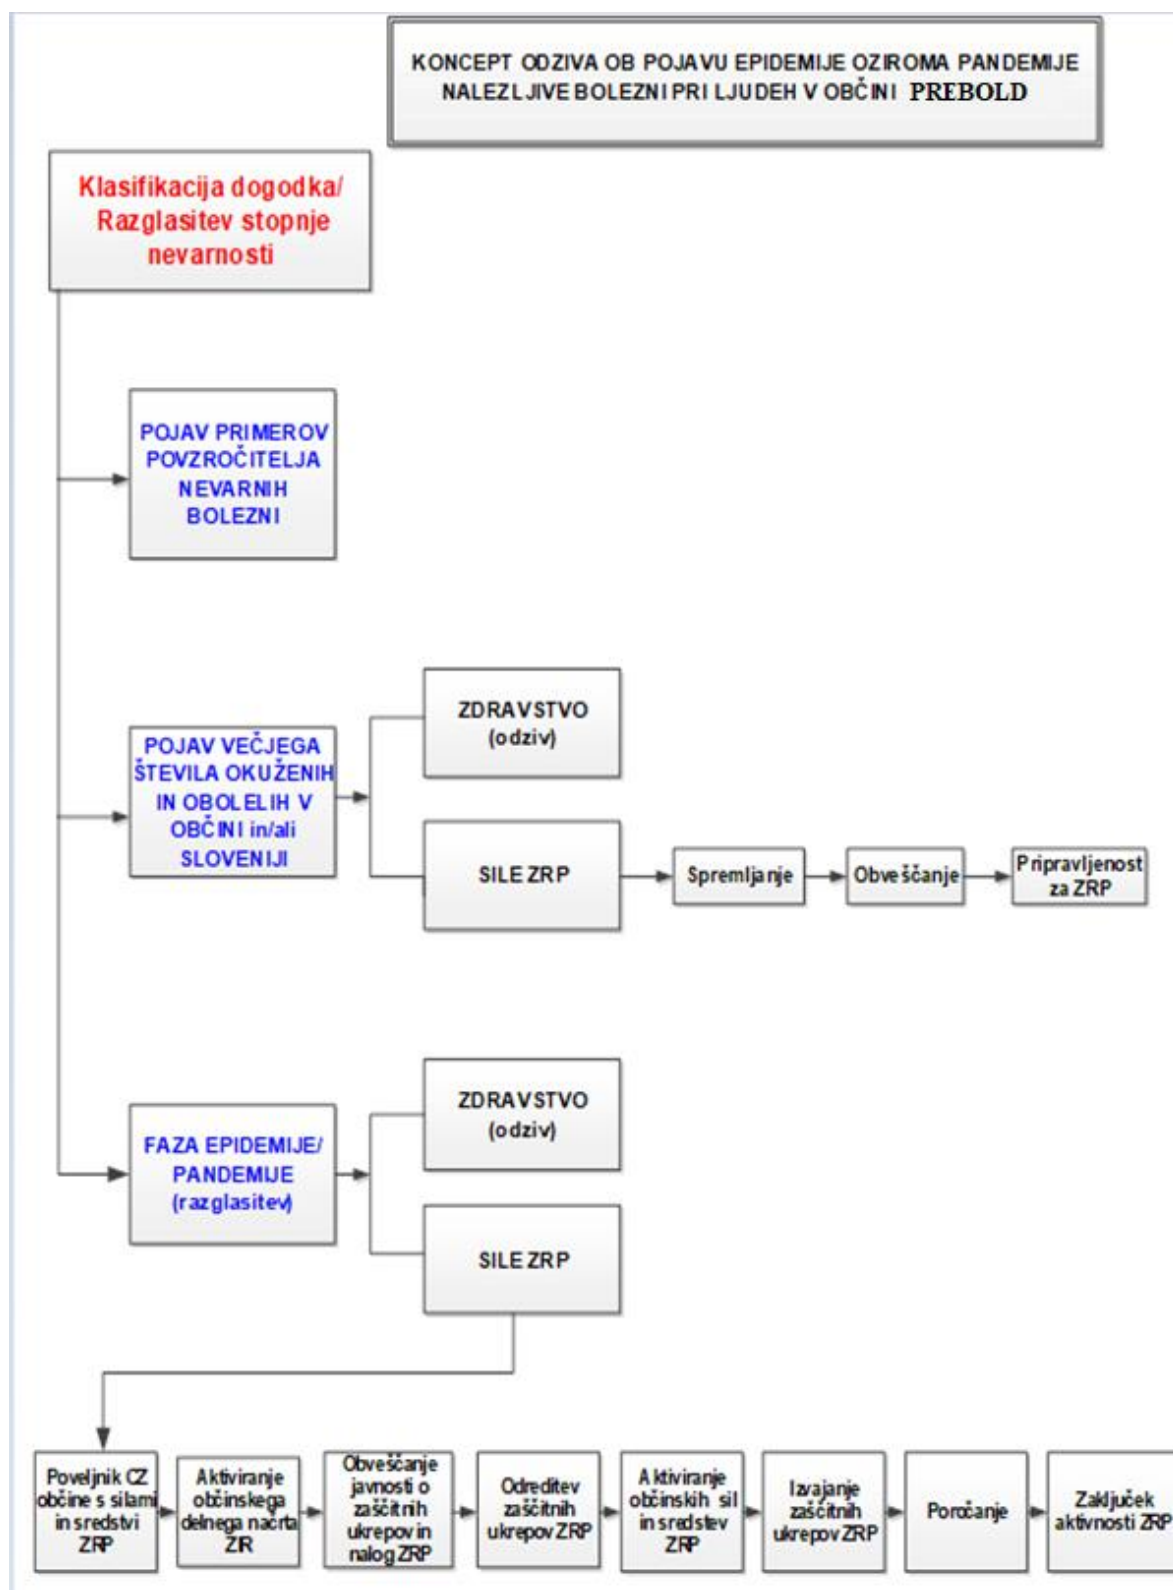 KONCEPT ODZIVA OB POJAVU EPIDEMIJE OZIROMA PANDEMIJE
NALEZLJIVE BOLEZNI PRI LJUDEH V OBČINI PREBOLD
Klasifikacija dogodka/
Razglasitev stopnje
nevarnosti
POJAV PRIMEROV
POVZROČITELJA
NEVARNIH
BOLEZNI
POJAV VEČJEGA
ŠTEVILA OKUŽENIH
IN OBOLELIH V
OBČINI in/ali
SLOVENIJI
ZDRAVSTVO
(odziv)
SILE ZRP
Spremljanje
Obveščanje
Pripravljenost
za ZRP
FAZA EPIDEMIJE/
PANDEMIJE
(razglasitev)
ZDRAVSTVO
(odziv)
SILE ZRP
Poveljnik CZ
občine s silami
in sredstvi
ZRP
Aktiviranje
občinskega
delnega načrta
ZIR
Obveščanje
javnosti o
zaščitnih
ukrepov in
nalog ZRP
Odreditev
zaščitnih
ukrepov ZRP
Aktiviranje
občinskih sil
in sredstev
ZRP
Izvajanje
zaščitnih
ukrepov ZRP
Poročanje
Zaključek
aktivnosti ZRP